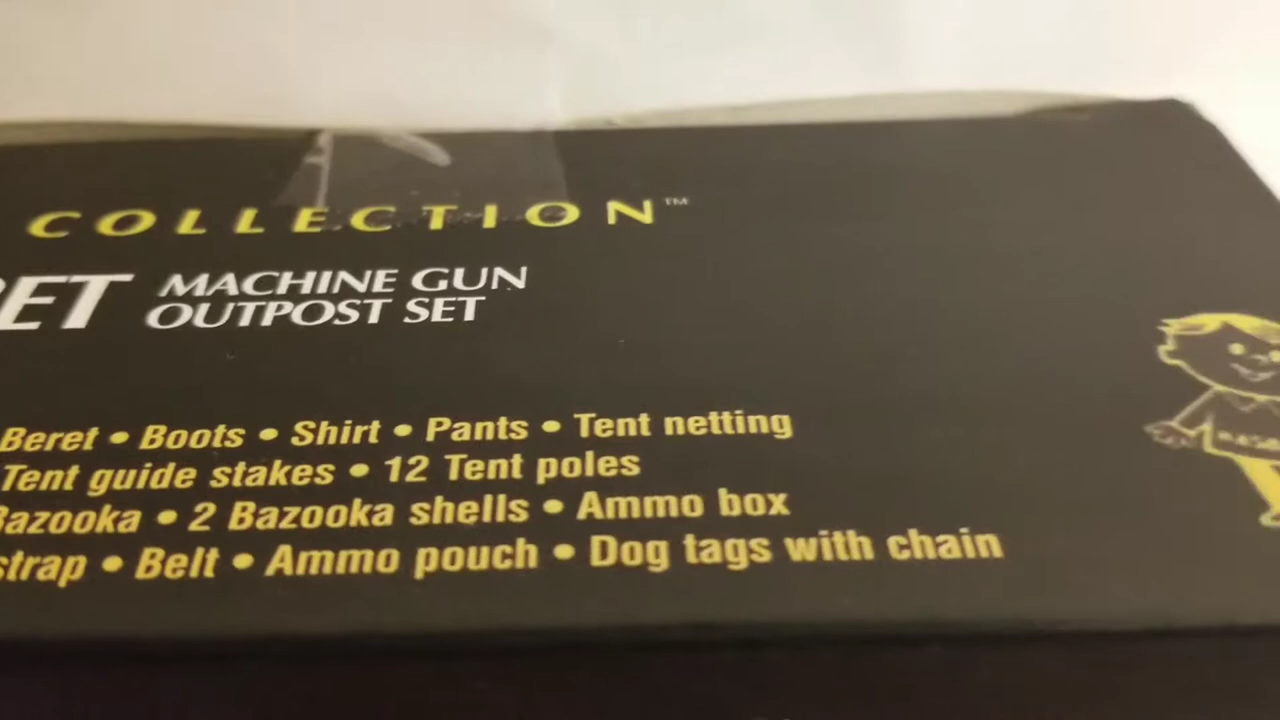 COLLECTION™
RET MACHINE GUN
OUTPOST SET
Beret • Boots • Shirt • Pants • Tent netting
Tent guide stakes • 12 Tent poles
Bazooka • 2 Bazooka shells • Ammo box
strap • Belt • Ammo pouch • Dog tags with chain